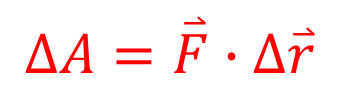 ΔA = F⃗ · Δr⃗